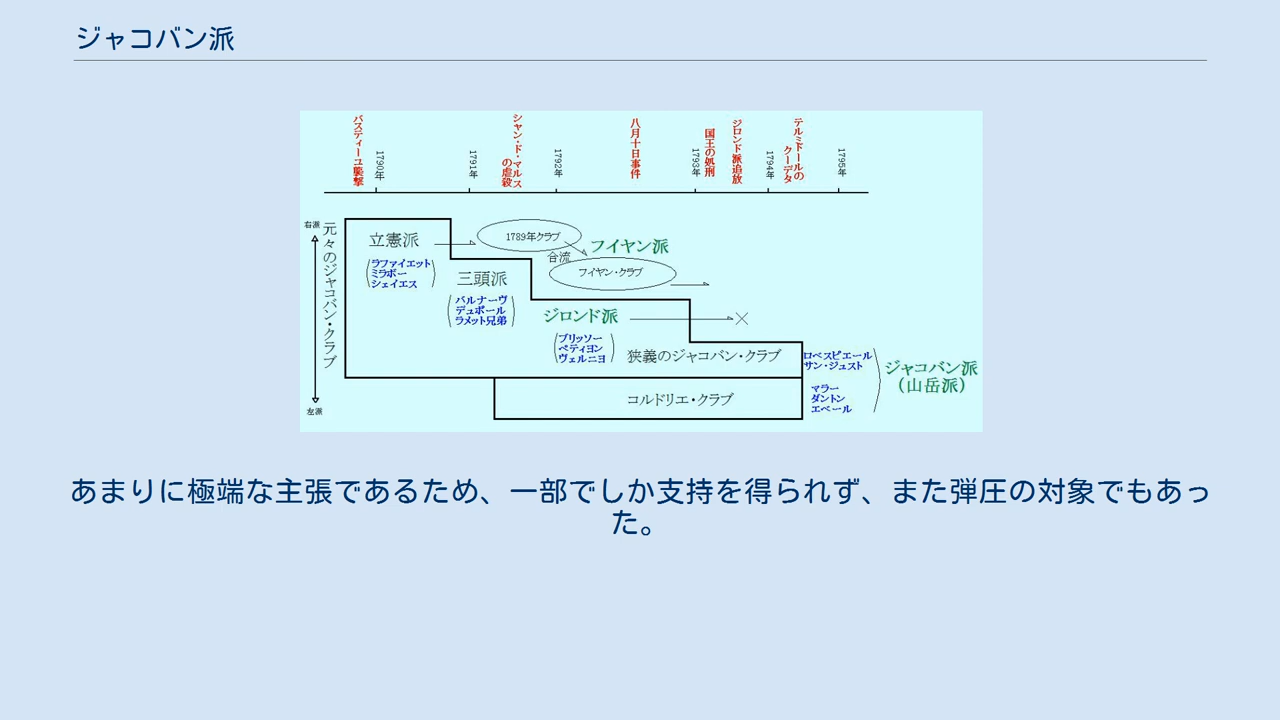 ジャコバン派
バスティーユ襲撃
1790年
1791年
シャン・ド・マルス
の虐殺
1792年
八月十日事件
1793年
国王の処刑
ジロンド派追放
1794年
テルミドールの
クーデタ
1795年
右派
左派
元々のジャコバン・クラブ
立憲派
ラファイエット
ミラボー
シェイエス
1789年クラブ
合流
フイヤン派
フイヤン・クラブ
三頭派
バルナーヴ
デュポール
ラメット兄弟
ジロンド派
ブリッソー
ペティヨン
ヴェルニヨ
狭義のジャコバン・クラブ
ロベスピエール
サン・ジュスト
ジャコバン派
(山岳派)
コルドリエ・クラブ
マラー
ダントン
エベール
あまりに極端な主張であるため、一部でしか支持を得られず、また弾圧の対象でもあっ
た。